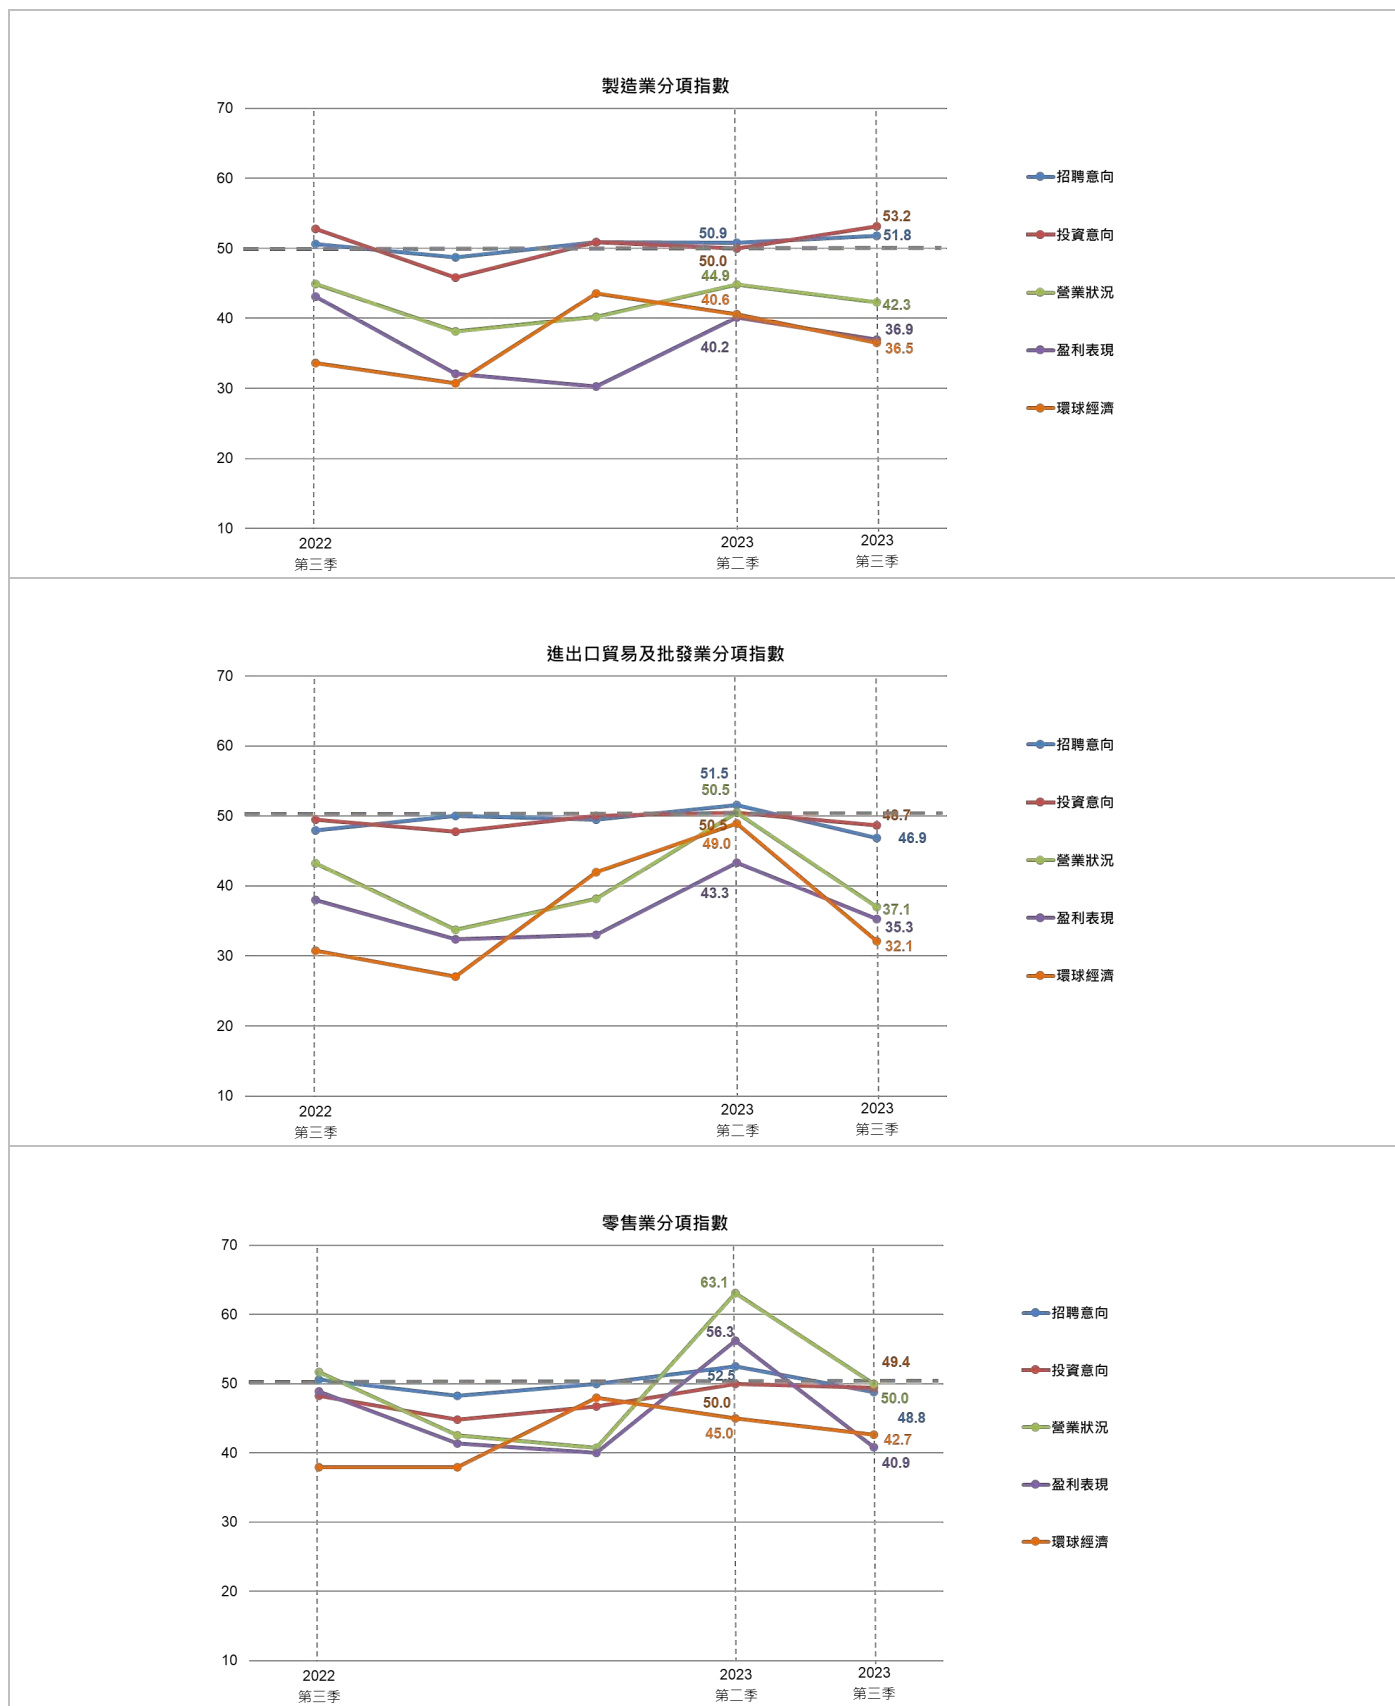 製造業分項指數
70
60
50
40
30
20
10
50.9
50.0
44.9
40.6
40.2
53.2
51.8
42.3
36.9
36.5
2022
第三季
2023
第二季
2023
第三季
招聘意向
投資意向
營業狀況
盈利表現
環球經濟
進出口貿易及批發業分項指數
70
60
50
40
30
20
10
51.5
50.5
50.5
49.0
43.3
48.7
46.9
37.1
35.3
32.1
2022
第三季
2023
第二季
2023
第三季
招聘意向
投資意向
營業狀況
盈利表現
環球經濟
零售業分項指數
70
60
50
40
30
20
10
63.1
56.3
52.5
50.0
45.0
49.4
50.0
48.8
42.7
40.9
2022
第三季
2023
第二季
2023
第三季
招聘意向
投資意向
營業狀況
盈利表現
環球經濟